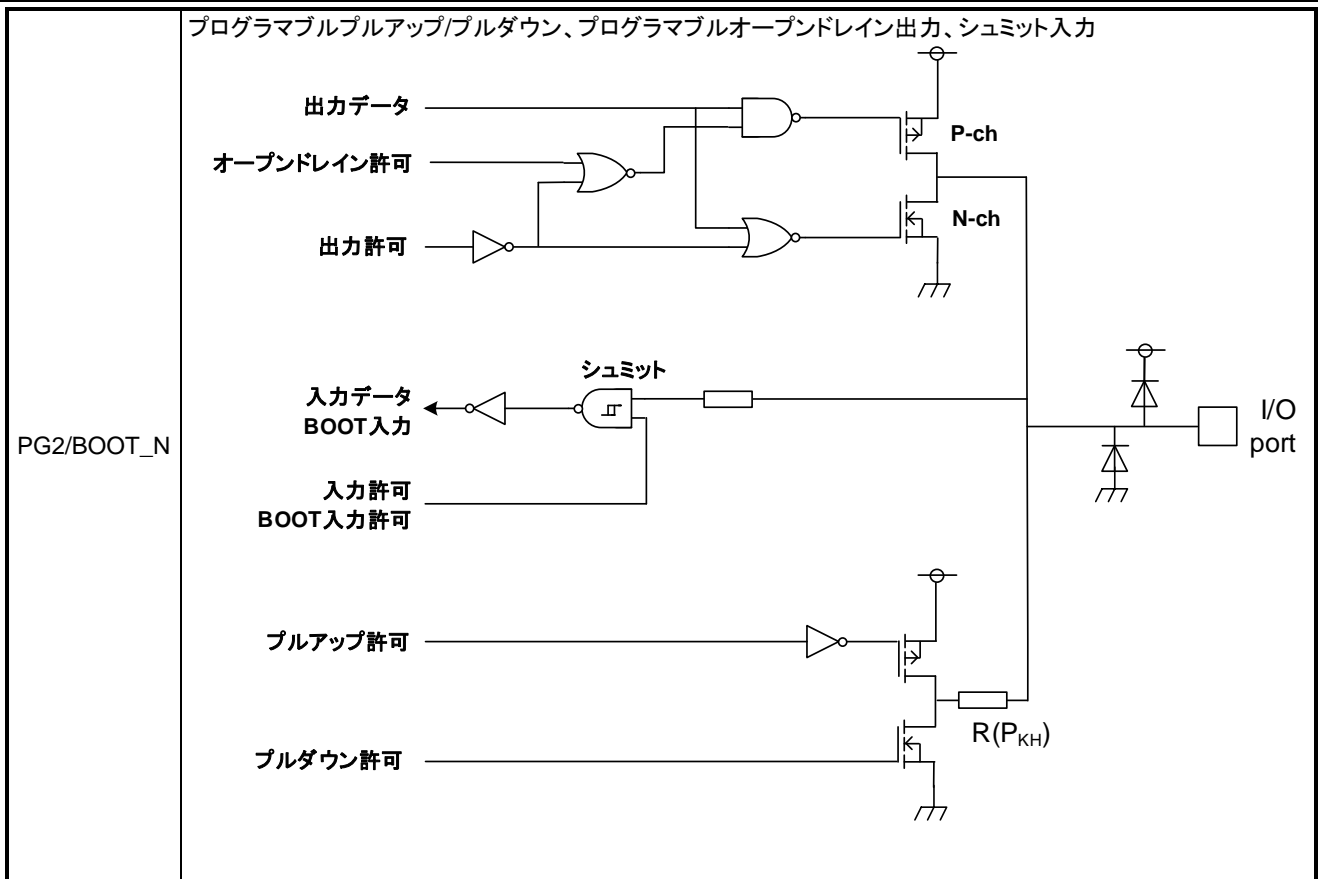 プログラマブルプルアップ/プルダウン、プログラマブルオープンドレイン出力、シュミット入力
出力データ
P-ch
オープンドレイン許可
N-ch
出力許可
シュミット
入力データ
BOOT入力
I/O
port
PG2/BOOT_N
入力許可
BOOT入力許可
プルアップ許可
R(PKH)
プルダウン許可